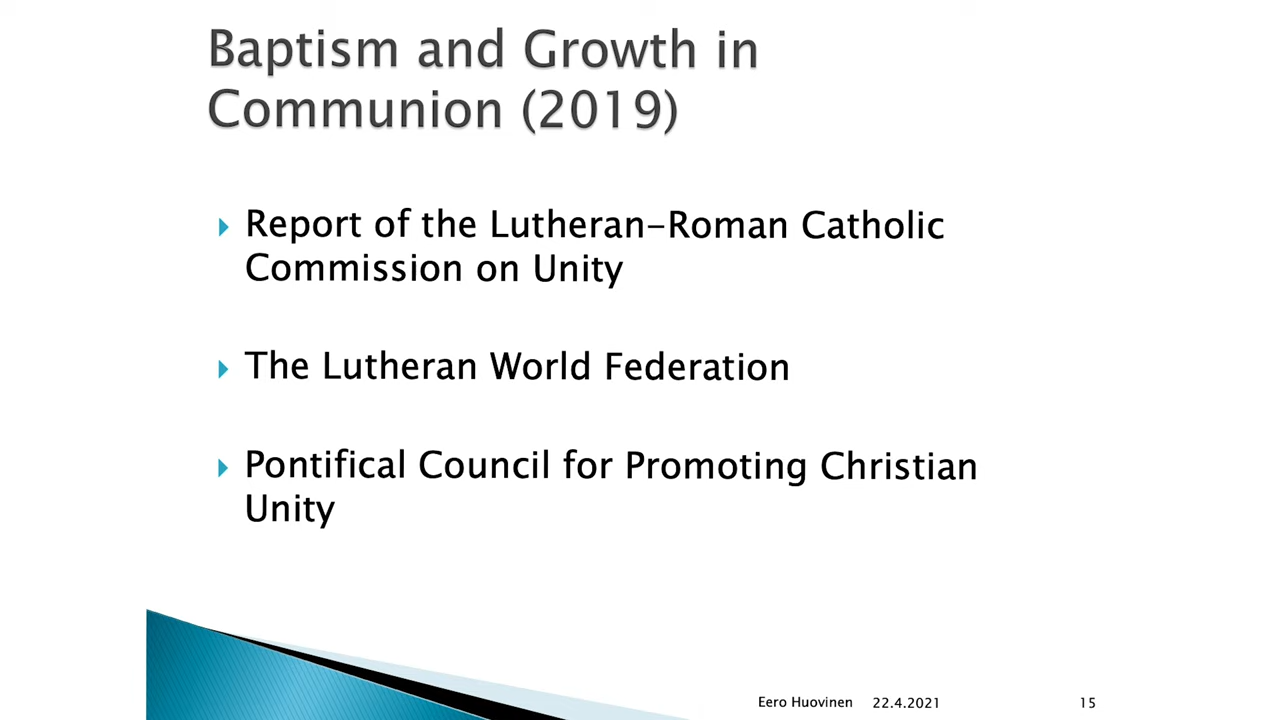 Baptism and Growth in
Communion (2019)
Report of the Lutheran-Roman Catholic
Commission on Unity
The Lutheran World Federation
Pontifical Council for Promoting Christian
Unity
Eero Huovinen 22.4.2021 15